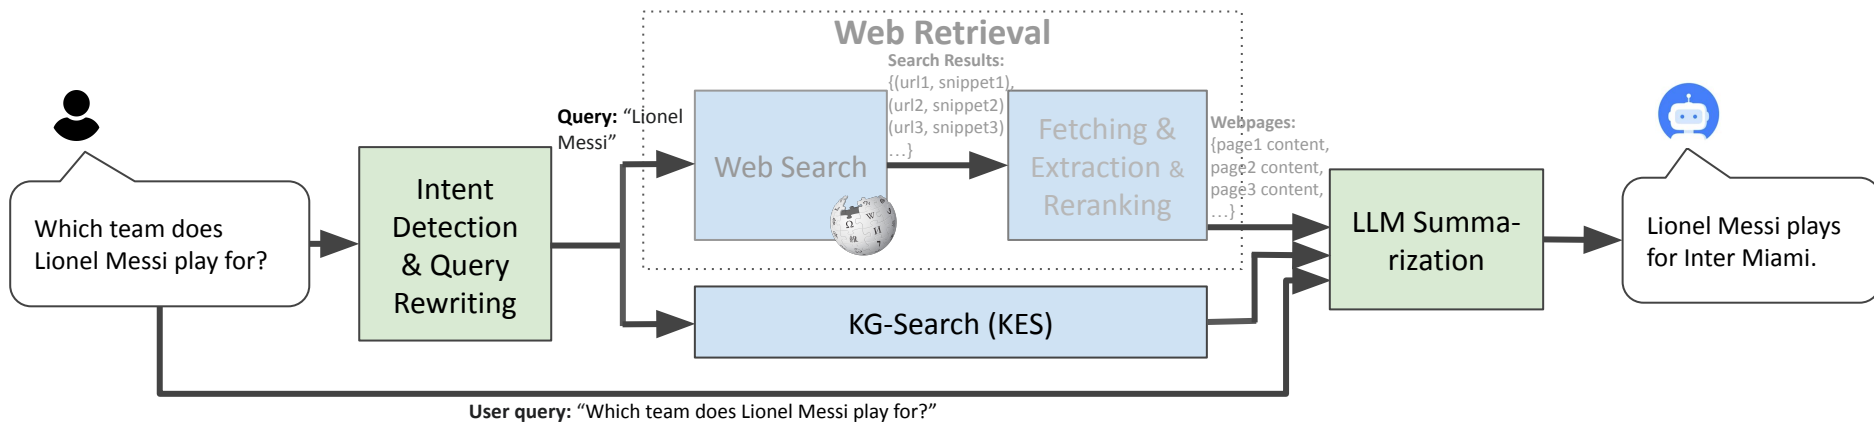 Web Retrieval
Search Results:
{(url1, snippet1),
(url2, snippet2)
(url3, snippet3)
...}
Query: “Lionel
Messi”
Web Search
Fetching &
Extraction &
Reranking
Webpages:
{page1 content,
page2 content,
page3 content,
...}
Which team does
Lionel Messi play for?
Intent
Detection
& Query
Rewriting
KG-Search (KES)
LLM Summa-
rization
Lionel Messi plays
for Inter Miami.
User query: “Which team does Lionel Messi play for?”